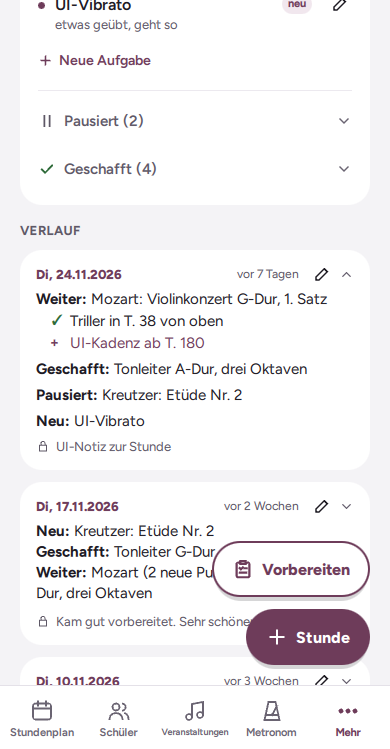 UI-Vibrato neu
etwas geübt, geht so
+ Neue Aufgabe
Pausiert (2)
Geschafft (4)
VERLAUF
Di, 24.11.2026 vor 7 Tagen
Weiter: Mozart: Violinkonzert G-Dur, 1. Satz
✓ Triller in T. 38 von oben
+ UI-Kadenz ab T. 180
Geschafft: Tonleiter A-Dur, drei Oktaven
Pausiert: Kreutzer: Etüde Nr. 2
Neu: UI-Vibrato
UI-Notiz zur Stunde
Di, 17.11.2026 vor 2 Wochen
Neu: Kreutzer: Etüde Nr. 2
Geschafft: Tonleiter G-Dur
Weiter: Mozart (2 neue
Dur, drei Oktaven
Kam gut vorbereitet. Sehr
Vorbereiten
+ Stunde
Di, 10.11.2026 vor 3 Wochen
Stundenplan
Schüler
Veranstaltungen
Metronom
Mehr